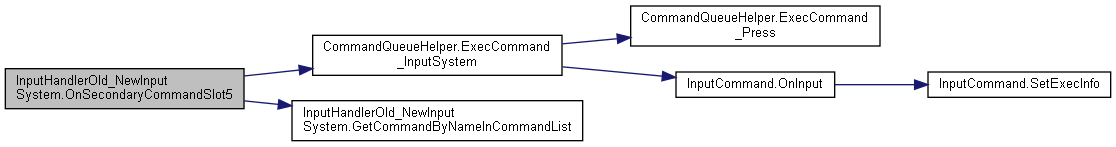 InputHandlerOld_NewInput
System.OnSecondaryCommandSlot5
CommandQueueHelper.ExecCommand
_InputSystem
CommandQueueHelper.ExecCommand
_Press
InputCommand.OnInput
InputCommand.SetExecInfo
InputHandlerOld_NewInput
System.GetCommandByNameInCommandList